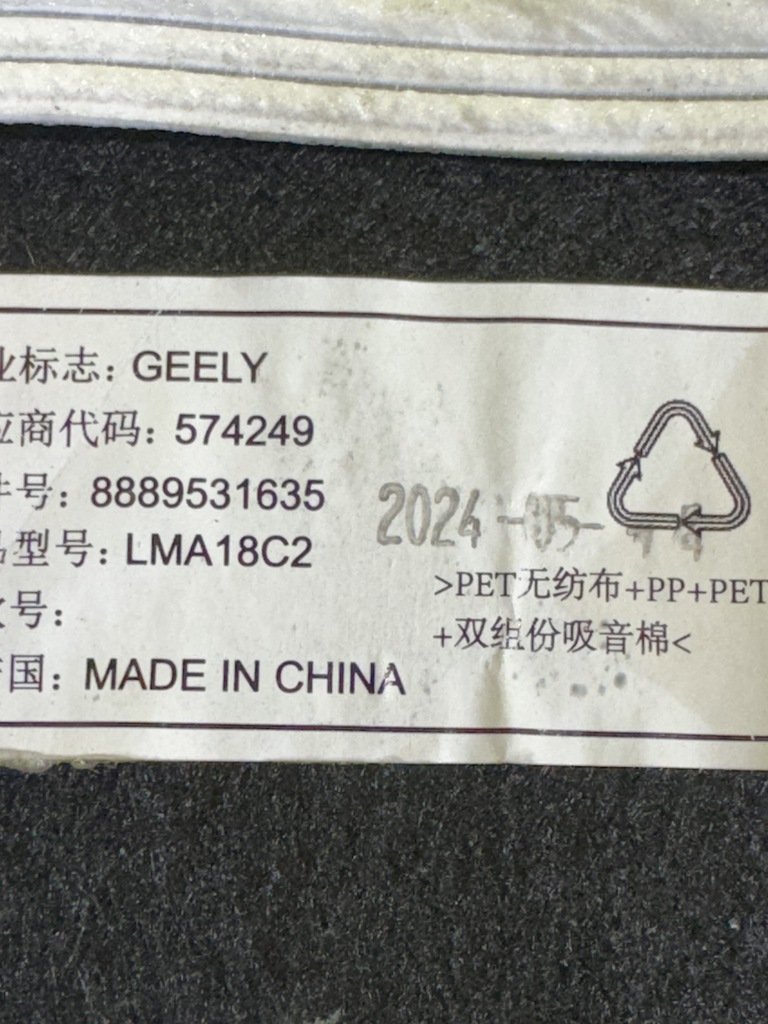 业标志：GEELY
应商代码：574249
件号：8889531635
型号：LMA18C2
号：
国：MADE IN CHINA
2024-05-
>PET无纺布+PP+PET
+双组份吸音棉<